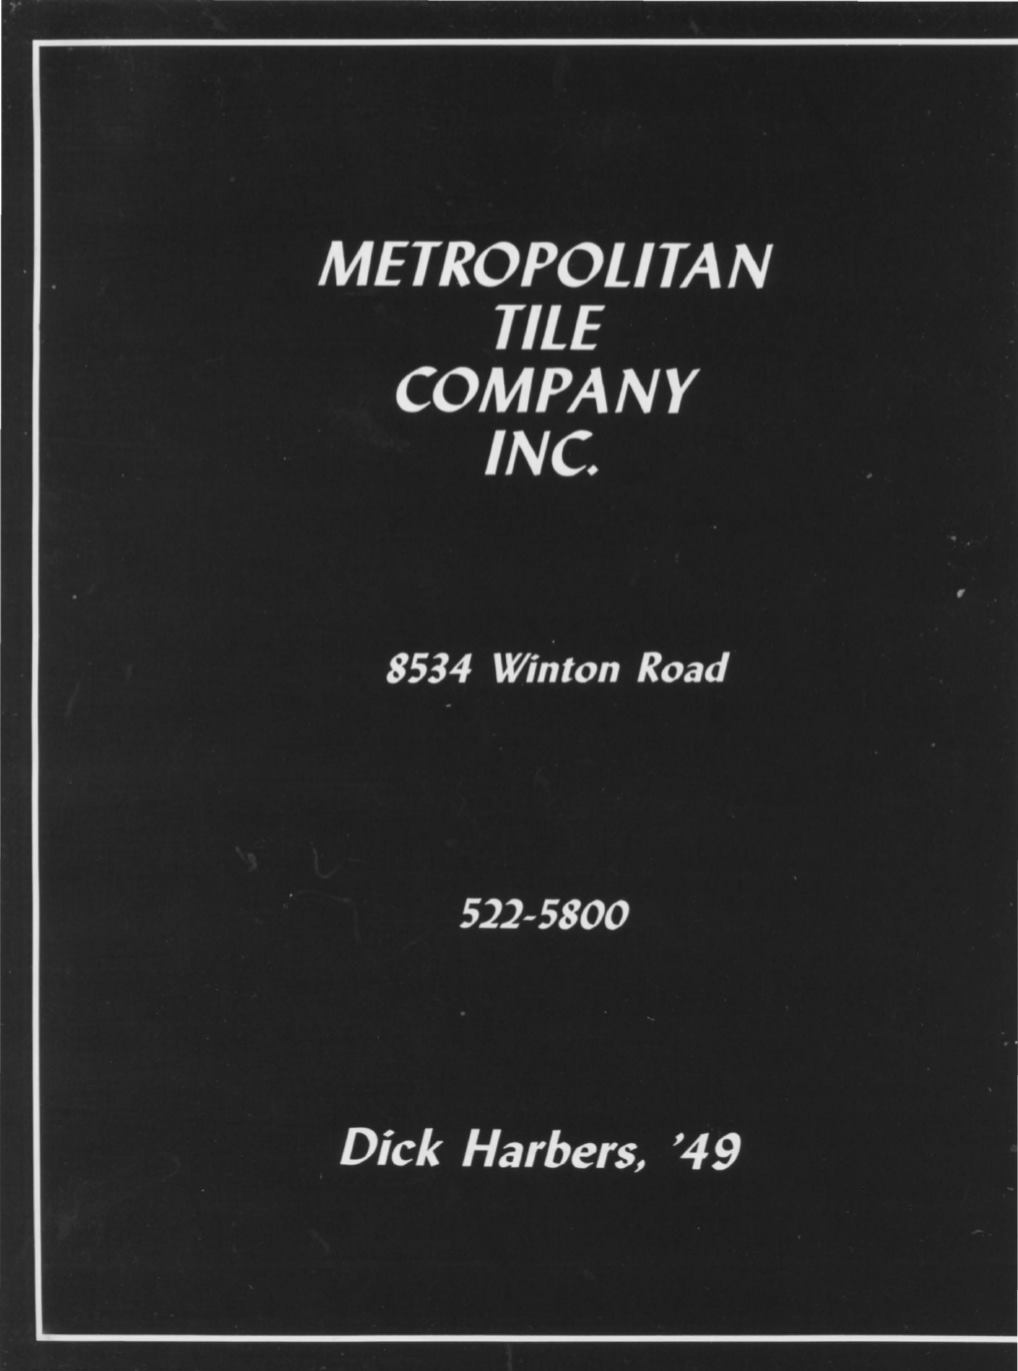 METROPOLITAN
TILE
COMPANY
INC.
8534 Winton Road
522-5800
Dick Harbers, '49